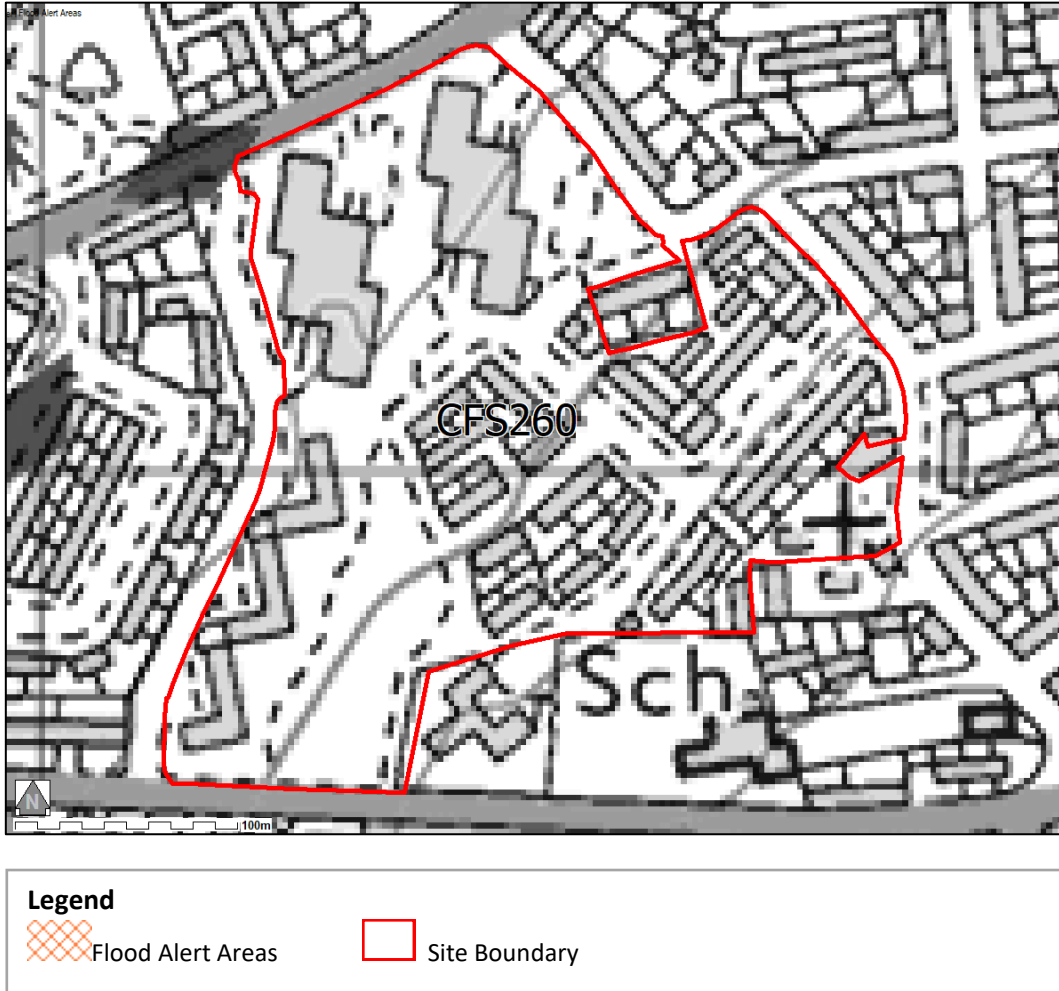 Flood Alert Areas
CFS260
Sch
N
100m
Legend
Flood Alert Areas
Site Boundary